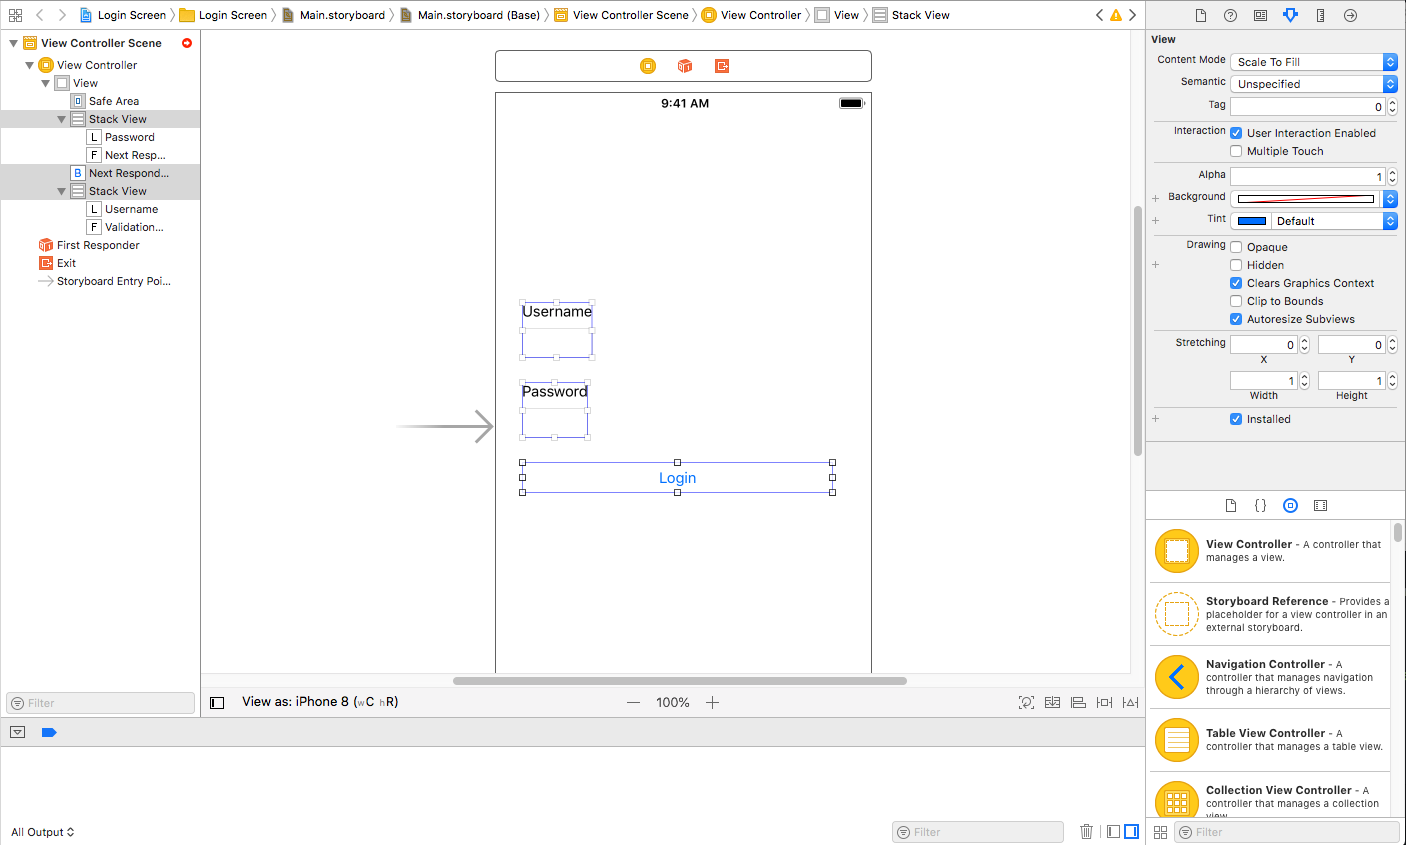 Login Screen
Login Screen
Main.storyboard
Main.storyboard (Base)
View Controller Scene
View Controller
View
Stack View
View Controller Scene
View Controller
View
Safe Area
Stack View
L Password
F Next Resp...
B Next Respond...
Stack View
L Username
F Validation...
First Responder
Exit
Storyboard Entry Poi...
Filter
9:41 AM
Username
Password
Login
View as: iPhone 8 (wC hR)
100%
All Output
Filter
View
Content Mode Scale To Fill
Semantic Unspecified
Tag 0
Interaction User Interaction Enabled
Multiple Touch
Alpha 1
Background
Tint Default
Drawing Opaque
Hidden
Clears Graphics Context
Clip to Bounds
Autoresize Subviews
Stretching 0 0
X Y
1 1
Width Height
Installed
{}
View Controller - A controller that
manages a view.
Storyboard Reference - Provides a
placeholder for a view controller in an
external storyboard.
Navigation Controller - A
controller that manages navigation
through a hierarchy of views.
Table View Controller - A
controller that manages a table view.
Collection View Controller - A
controller that manages a collection
view.
Filter